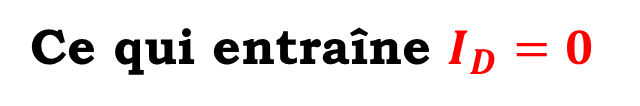 Ce qui entraîne I_D = 0